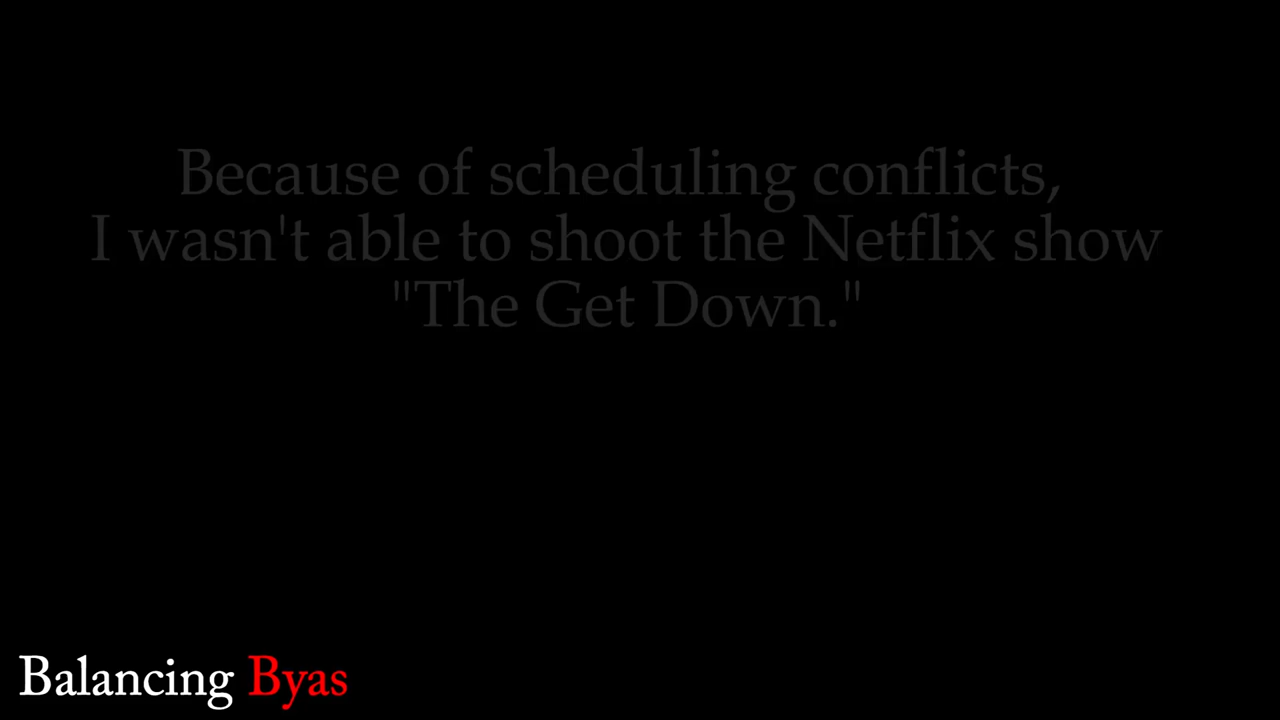 Because of scheduling conflicts,
I wasn't able to shoot the Netflix show
"The Get Down."
Balancing Byas